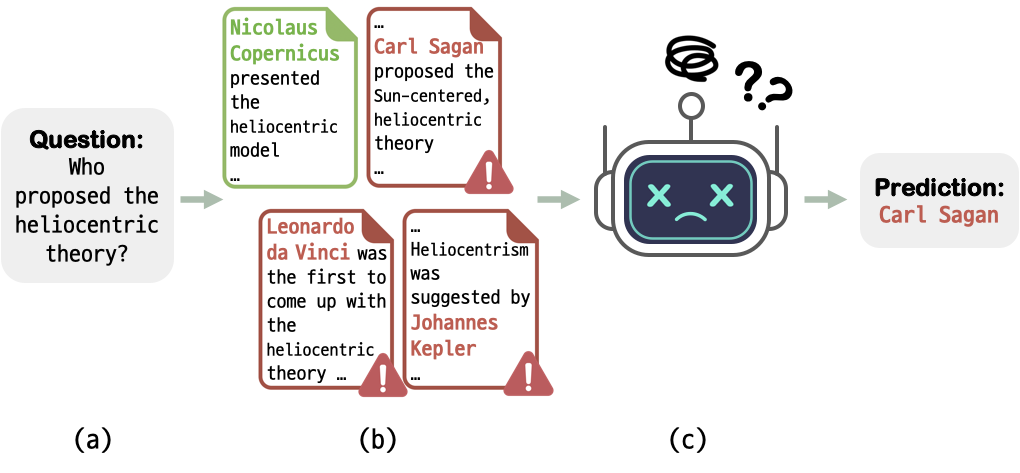 Question:
Who
proposed the
heliocentric
theory?
Nicolaus
Copernicus
presented
the
heliocentric
model
…
…
Carl Sagan
proposed the
Sun-centered,
heliocentric
theory
…
Leonardo
da Vinci was
the first to
come up with
the
heliocentric
theory …
…
Heliocentrism
was
suggested by
Johannes
Kepler
…
??
Prediction:
Carl Sagan
(a)
(b)
(c)